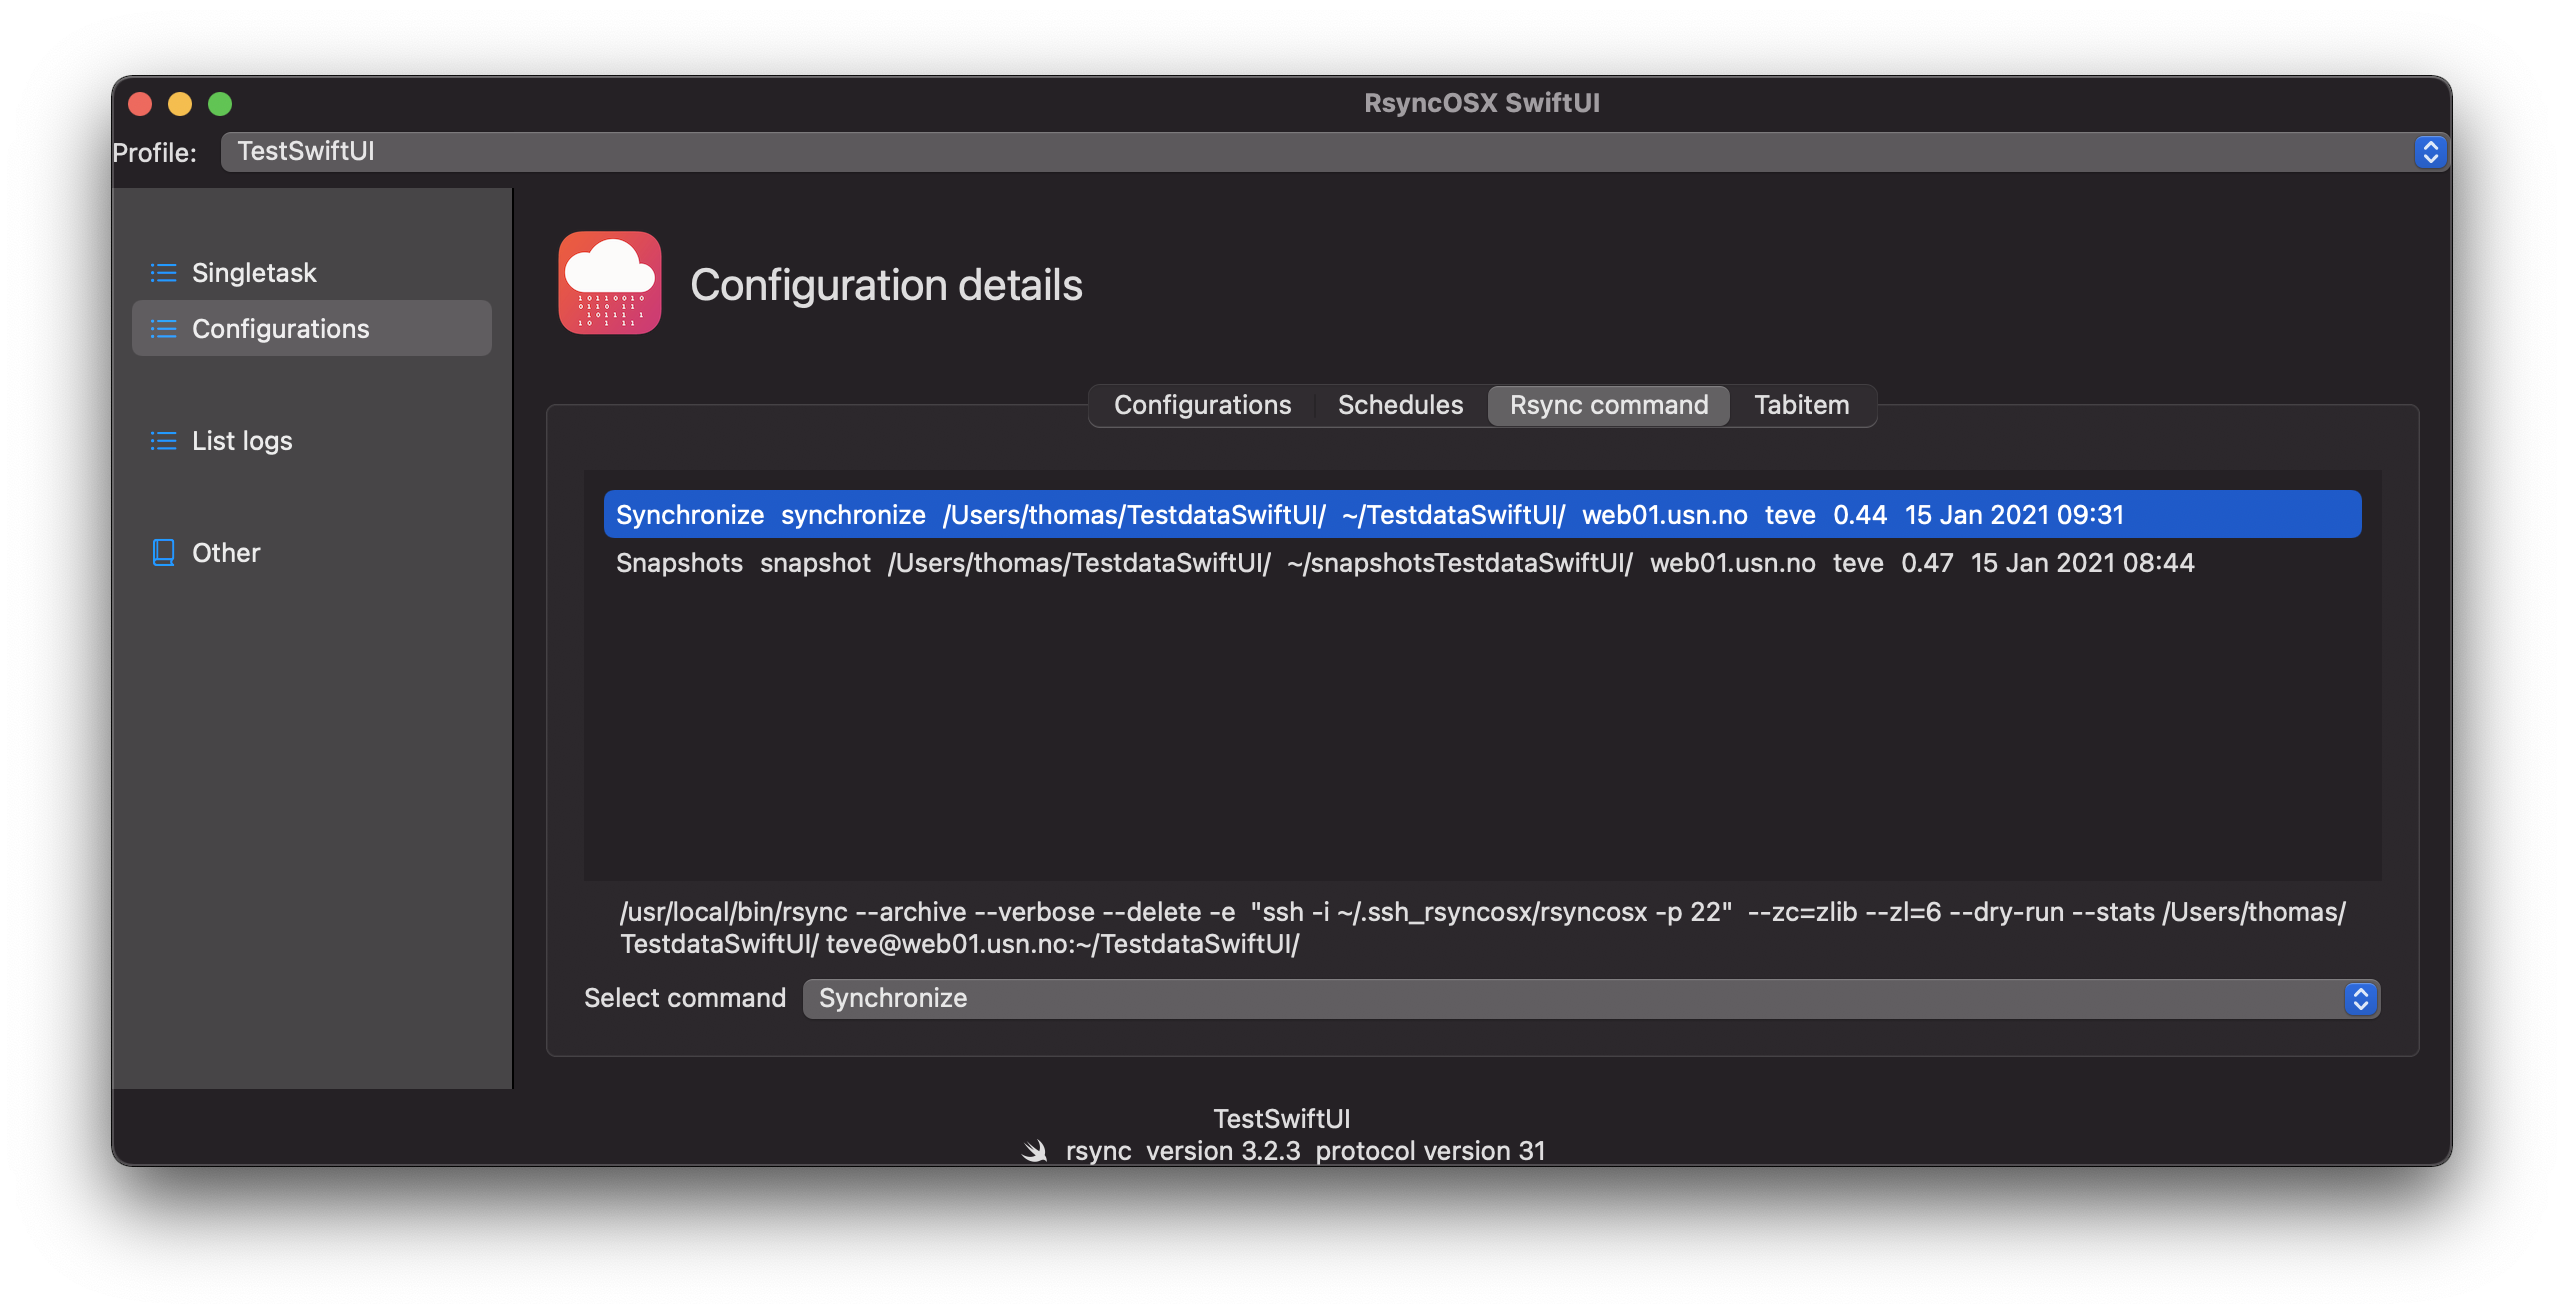 RsyncOSX SwiftUI
Profile: TestSwiftUI
Singletask
Configurations
List logs
Other
Configuration details
Configurations Schedules Rsync command Tabitem
Synchronize synchronize /Users/thomas/TestdataSwiftUI/ ~/TestdataSwiftUI/ web01.usn.no teve 0.44 15 Jan 2021 09:31
Snapshots snapshot /Users/thomas/TestdataSwiftUI/ ~/snapshotsTestdataSwiftUI/ web01.usn.no teve 0.47 15 Jan 2021 08:44
/usr/local/bin/rsync --archive --verbose --delete -e "ssh -i ~/.ssh_rsyncosx/rsyncosx -p 22" --zc=zlib --zl=6 --dry-run --stats /Users/thomas/
TestdataSwiftUI/ teve@web01.usn.no:~/TestdataSwiftUI/
Select command Synchronize
TestSwiftUI
rsync version 3.2.3 protocol version 31